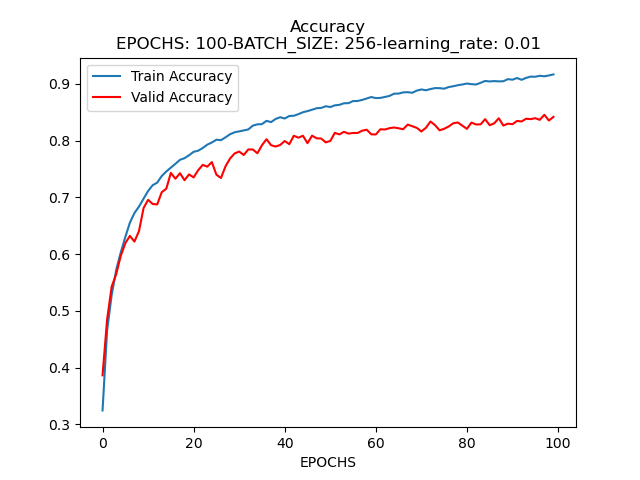 Accuracy
EPOCHS: 100-BATCH_SIZE: 256-learning_rate: 0.01
Train Accuracy
Valid Accuracy
0.9
0.8
0.7
0.6
0.5
0.4
0.3
0 20 40 60 80 100
EPOCHS